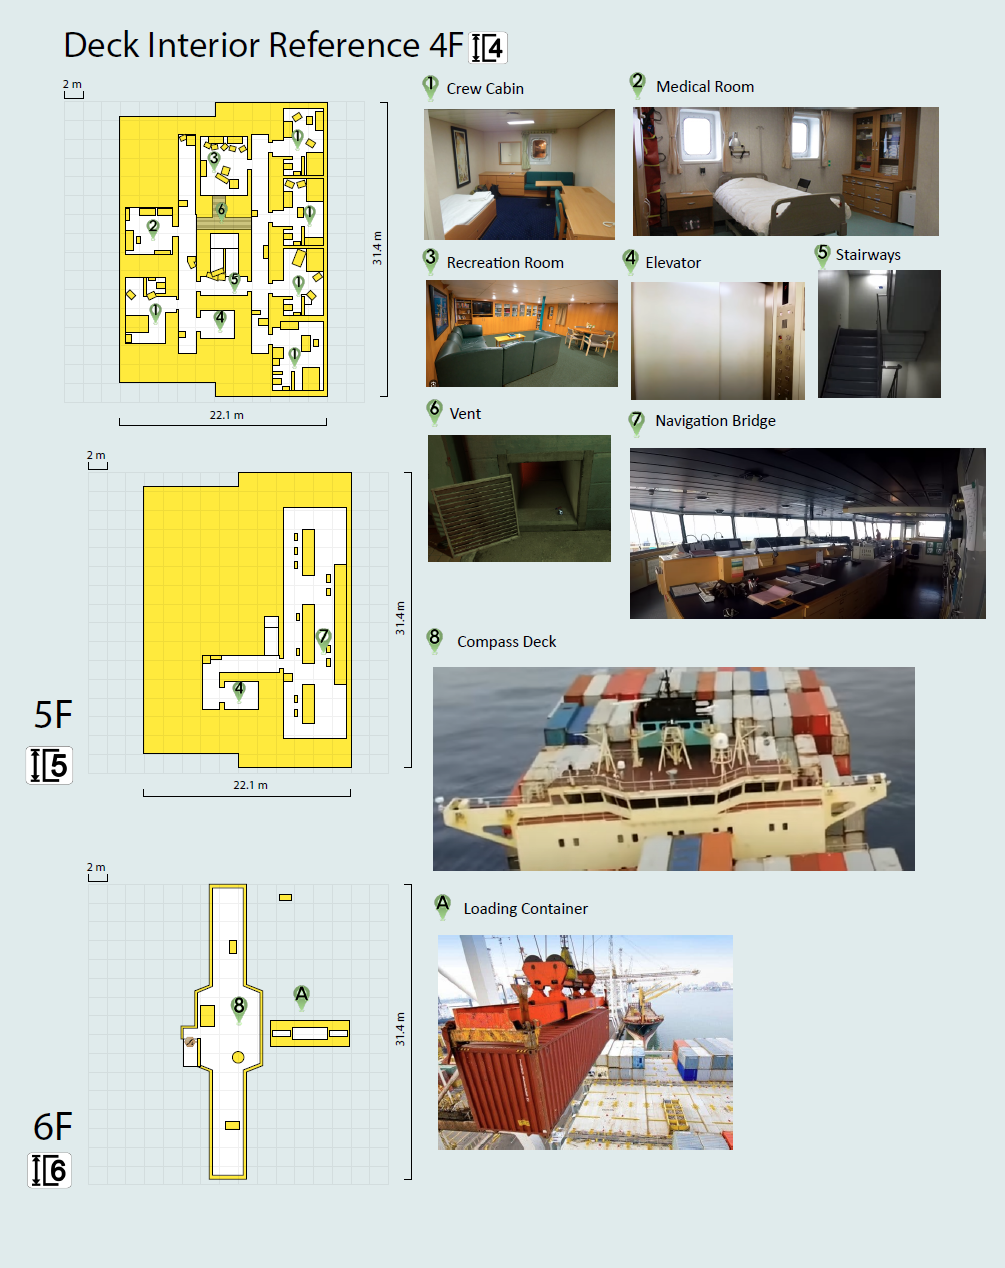 Deck Interior Reference 4F 4
2 m
1
3
1
6
2
5
1
4
1
1
31.4 m
22.1 m
1 Crew Cabin
2 Medical Room
3 Recreation Room
4 Elevator
5 Stairways
6 Vent
7 Navigation Bridge
2 m
7
4
31.4 m
22.1 m
5F
5
8 Compass Deck
2 m
8
A
31.4 m
6F
6
A Loading Container